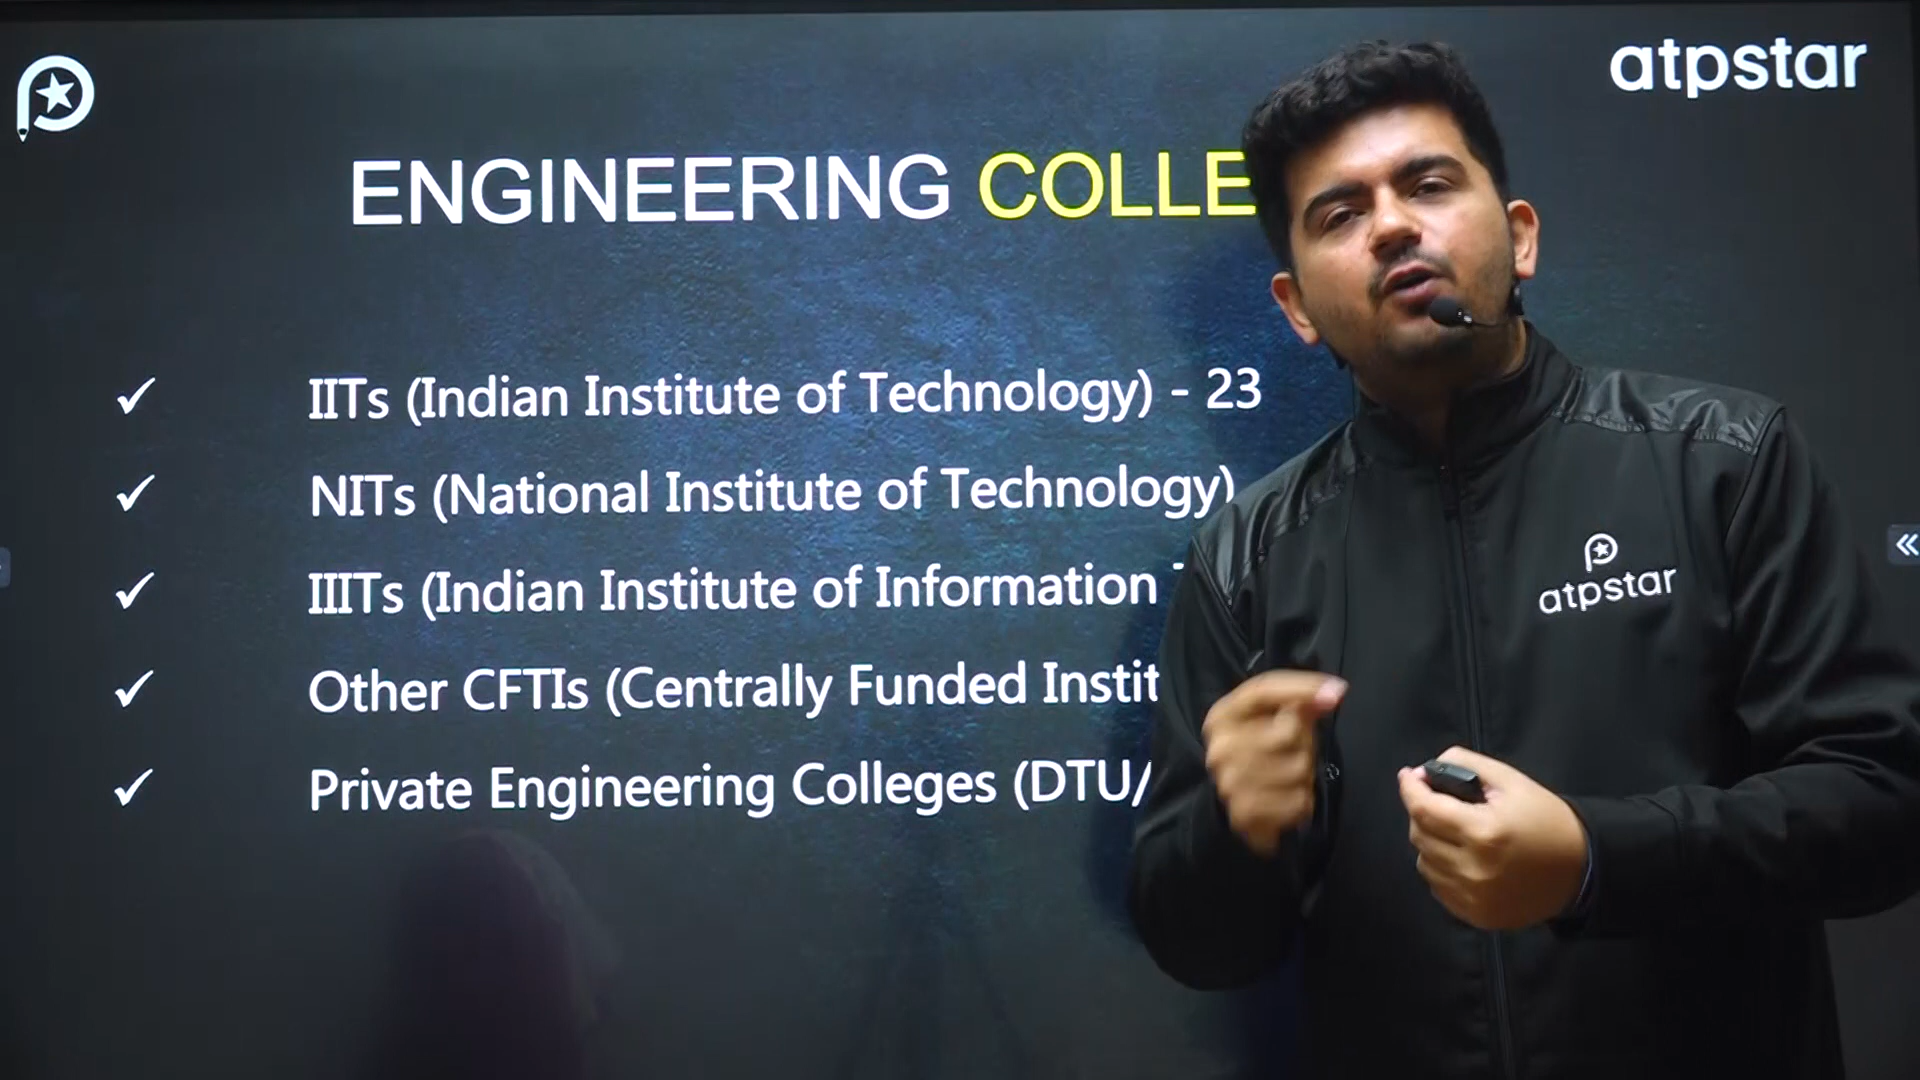 atpstar
ENGINEERING COLLE
✓ IITs (Indian Institute of Technology) - 23
✓ NITs (National Institute of Technology)
✓ IIITs (Indian Institute of Information
✓ Other CFTIs (Centrally Funded Instit
✓ Private Engineering Colleges (DTU/
atpstar